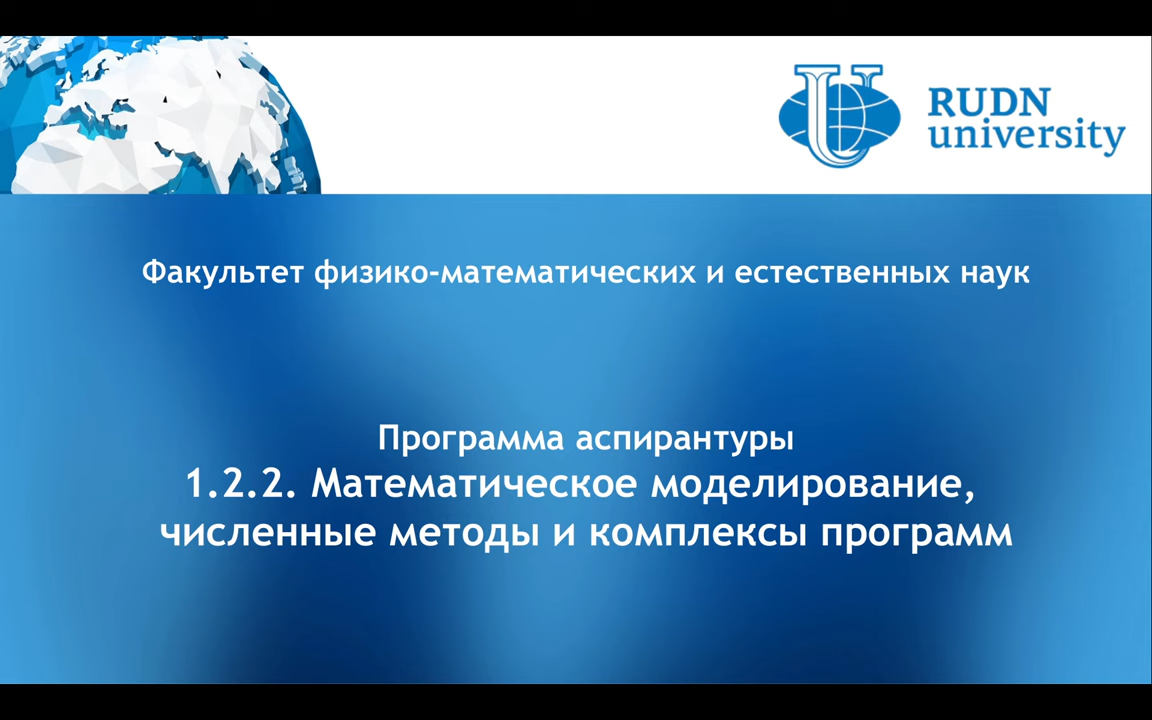 RUDN
university
Факультет физико-математических и естественных наук
Программа аспирантуры
1.2.2. Математическое моделирование,
численные методы и комплексы программ